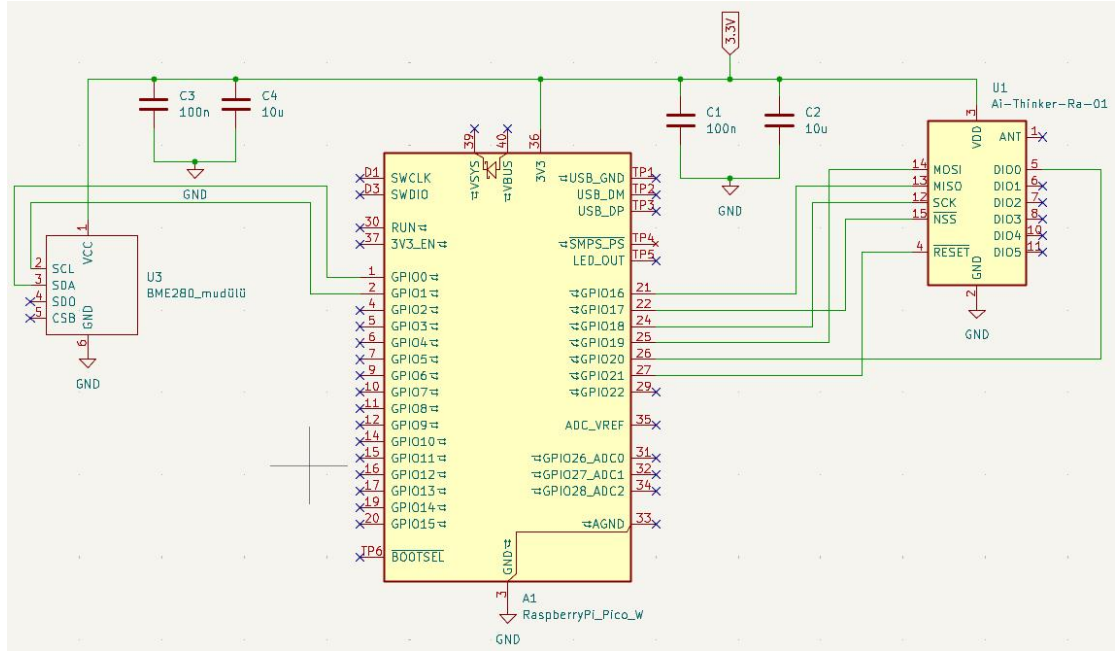 3.3V
C3
100n
C4
10u
GND
C1
100n
C2
10u
GND
U1
Ai-Thinker-Ra-01
3
VDD
ANT
1
14
MOSI
13
MISO
12
SCK
15
NSS
4
RESET
DIO0
5
DIO1
6
DIO2
7
DIO3
8
DIO4
10
DIO5
11
GND
2
GND
1
VCC
2
SCL
3
SDA
4
SDO
5
CSB
GND
6
GND
U3
BME280_mudülü
39
VSYS
40
VBUS
36
3V3
D1
SWCLK
D3
SWDIO
30
RUN
37
3V3_EN
1
GPIO0
2
GPIO1
4
GPIO2
5
GPIO3
6
GPIO4
7
GPIO5
9
GPIO6
10
GPIO7
11
GPIO8
12
GPIO9
14
GPIO10
15
GPIO11
16
GPIO12
17
GPIO13
19
GPIO14
20
GPIO15
TP6
BOOTSEL
USB_GND
TP1
USB_DM
TP2
USB_DP
TP3
SMPS_PS
TP4
LED_OUT
TP5
GPIO16
21
GPIO17
22
GPIO18
24
GPIO19
25
GPIO20
26
GPIO21
27
GPIO22
29
ADC_VREF
35
GPIO26_ADC0
31
GPIO27_ADC1
32
GPIO28_ADC2
34
AGND
33
GND
3
A1
RaspberryPi_Pico_W
GND